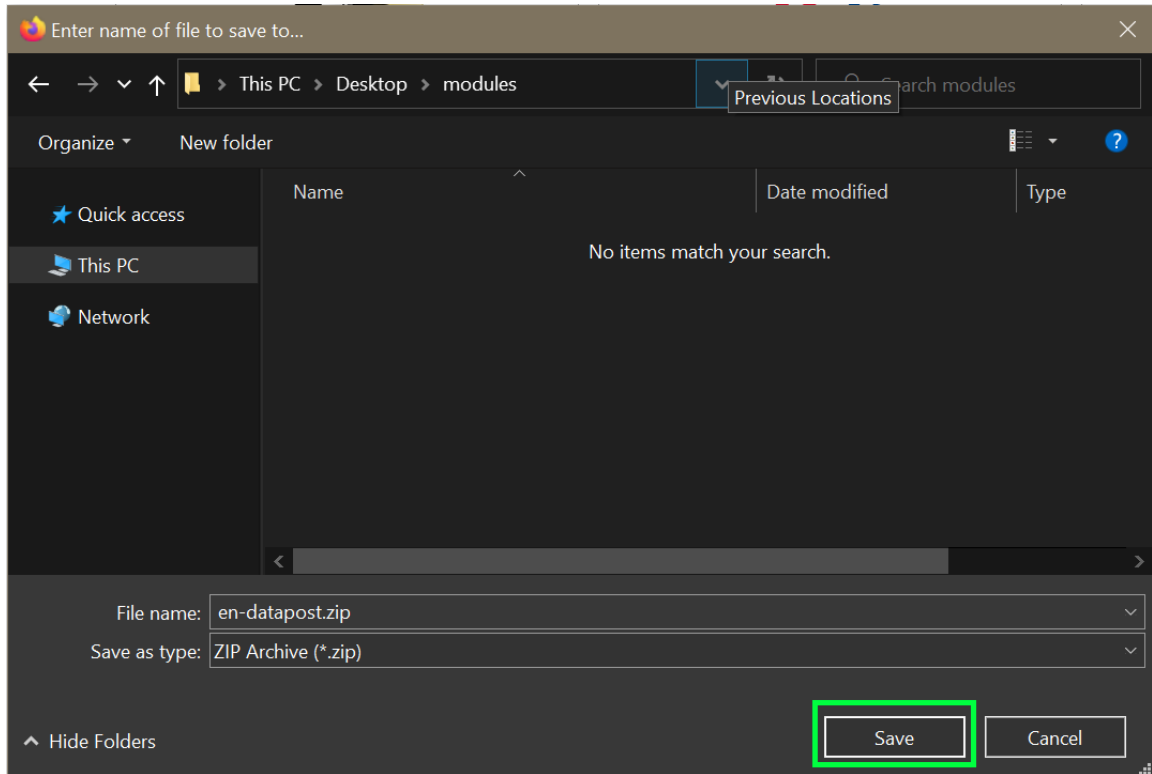 Enter name of file to save to...
This PC > Desktop > modules
Previous Locations
arch modules
Organize
New folder
?
Name
Date modified
Type
Quick access
This PC
Network
No items match your search.
File name: en-datapost.zip
Save as type: ZIP Archive (*.zip)
Hide Folders
Save
Cancel